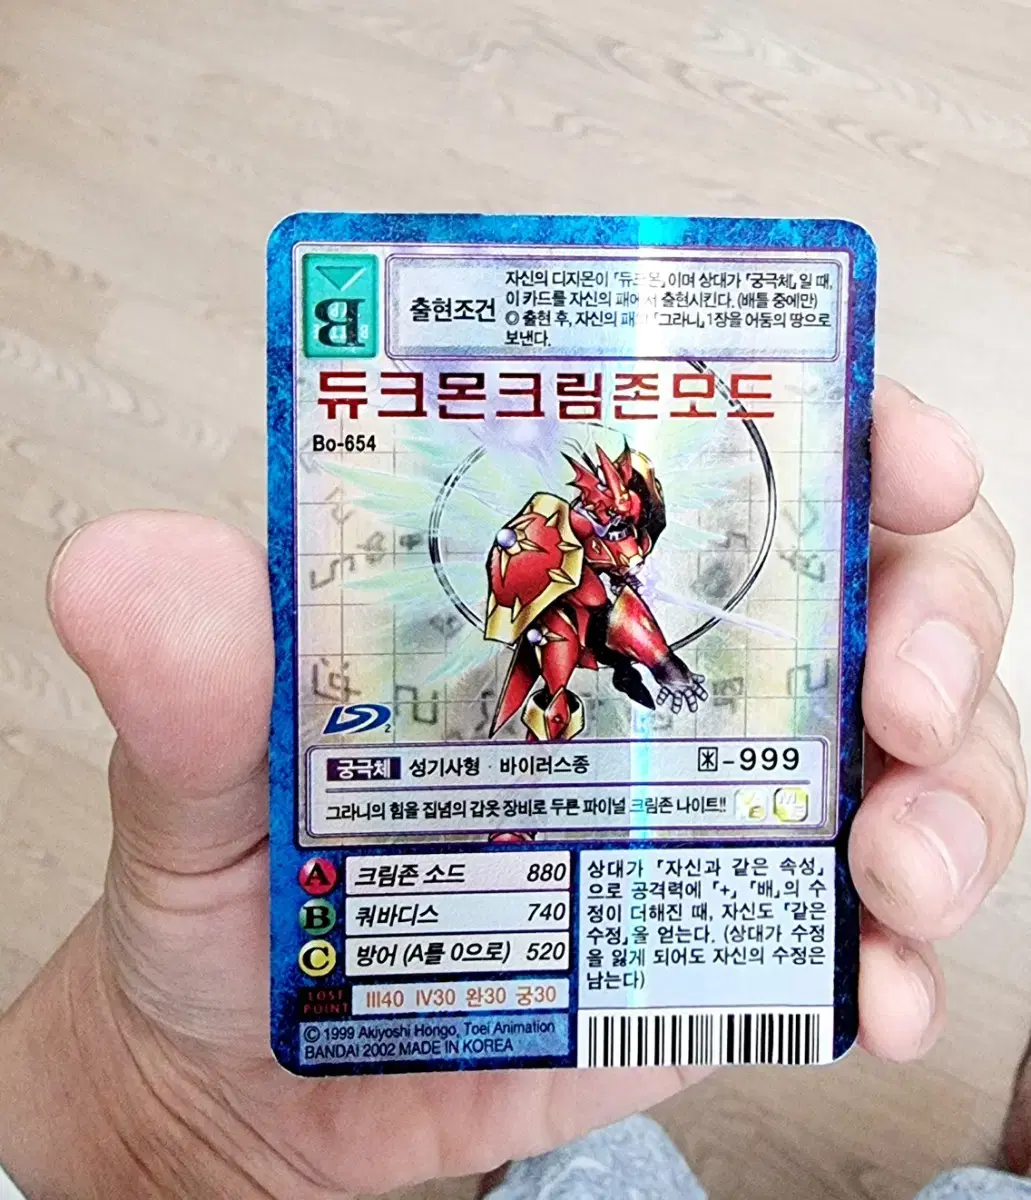 B
출현조건
자신의 디지몬이 「듀크몬」이며 상대가 「궁극체」일 때,
이 카드를 자신의 패에서 출현시킨다. (배틀 중에만)
◎ 출현 후, 자신의 패의 「그라니」 1장을 어둠의 땅으로
보낸다.
듀크몬크림존모드
Bo-654
궁극체 성기사형 · 바이러스종
-999
그라니의 힘을 집념의 갑옷 장비로 두른 파이널 크림존 나이트!!
A 크림존 소드 880
B 쿼바디스 740
C 방어 (A를 0으로) 520
LOST POINT III40 IV30 완30 궁30
© 1999 Akiyoshi Hongo, Toei Animation
BANDAI 2002 MADE IN KOREA
상대가 「자신과 같은 속성」
으로 공격력에 「+」 「배」의 수
정이 더해진 때, 자신도 「같은
수정」을 얻는다. (상대가 수정
을 잃게 되어도 자신의 수정은
남는다)